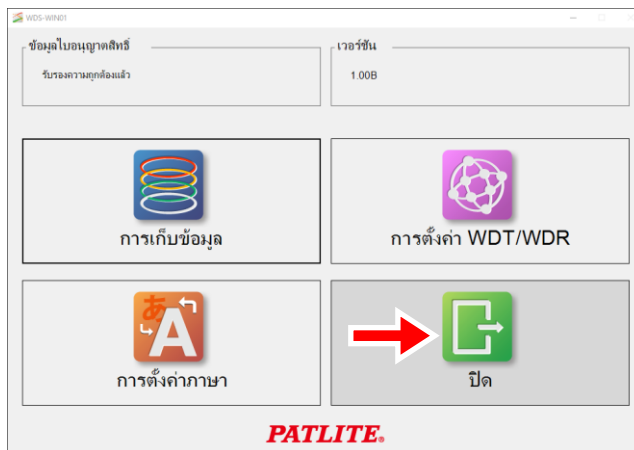 WDS-WIN01
ข้อมูลใบอนุญาตสิทธิ์
รับรองความถูกต้องแล้ว
เวอร์ชัน
1.00B
การเก็บข้อมูล
การตั้งค่า WDT/WDR
あ
A
การตั้งค่าภาษา
ปิด
PATLITE®